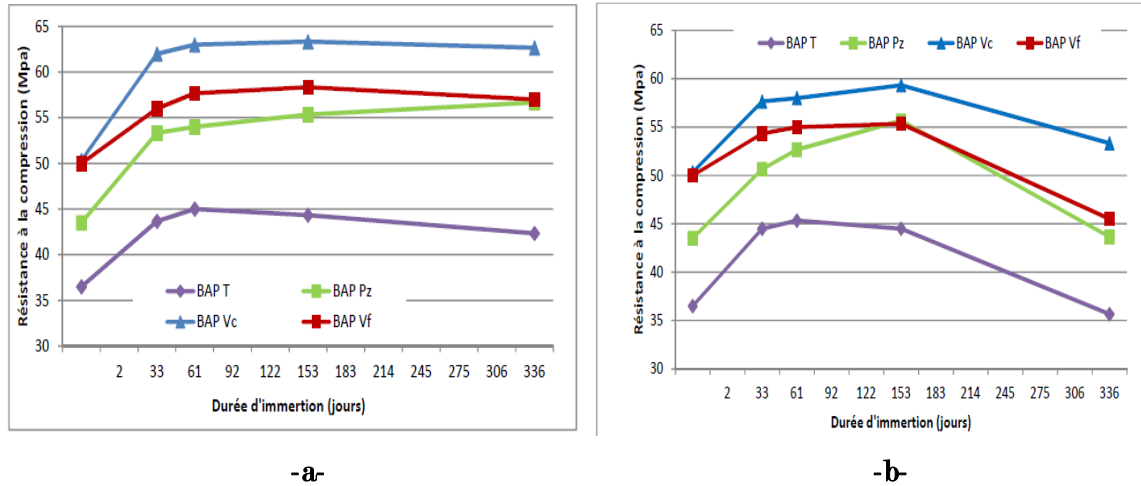 Résistance à la compression (Mpa)
65
60
55
50
45
40
35
30
BAP T
BAP Pz
BAP Vc
BAP Vf
2 33 61 92 122 153 183 214 245 275 306 336
Durée d'immertion (jours)
-a-
Résistance à la compression (Mpa)
65
60
55
50
45
40
35
30
BAP T BAP Pz BAP Vc BAP Vf
2 33 61 92 122 153 183 214 245 275 306 336
Durée d'immertion (jours)
-b-